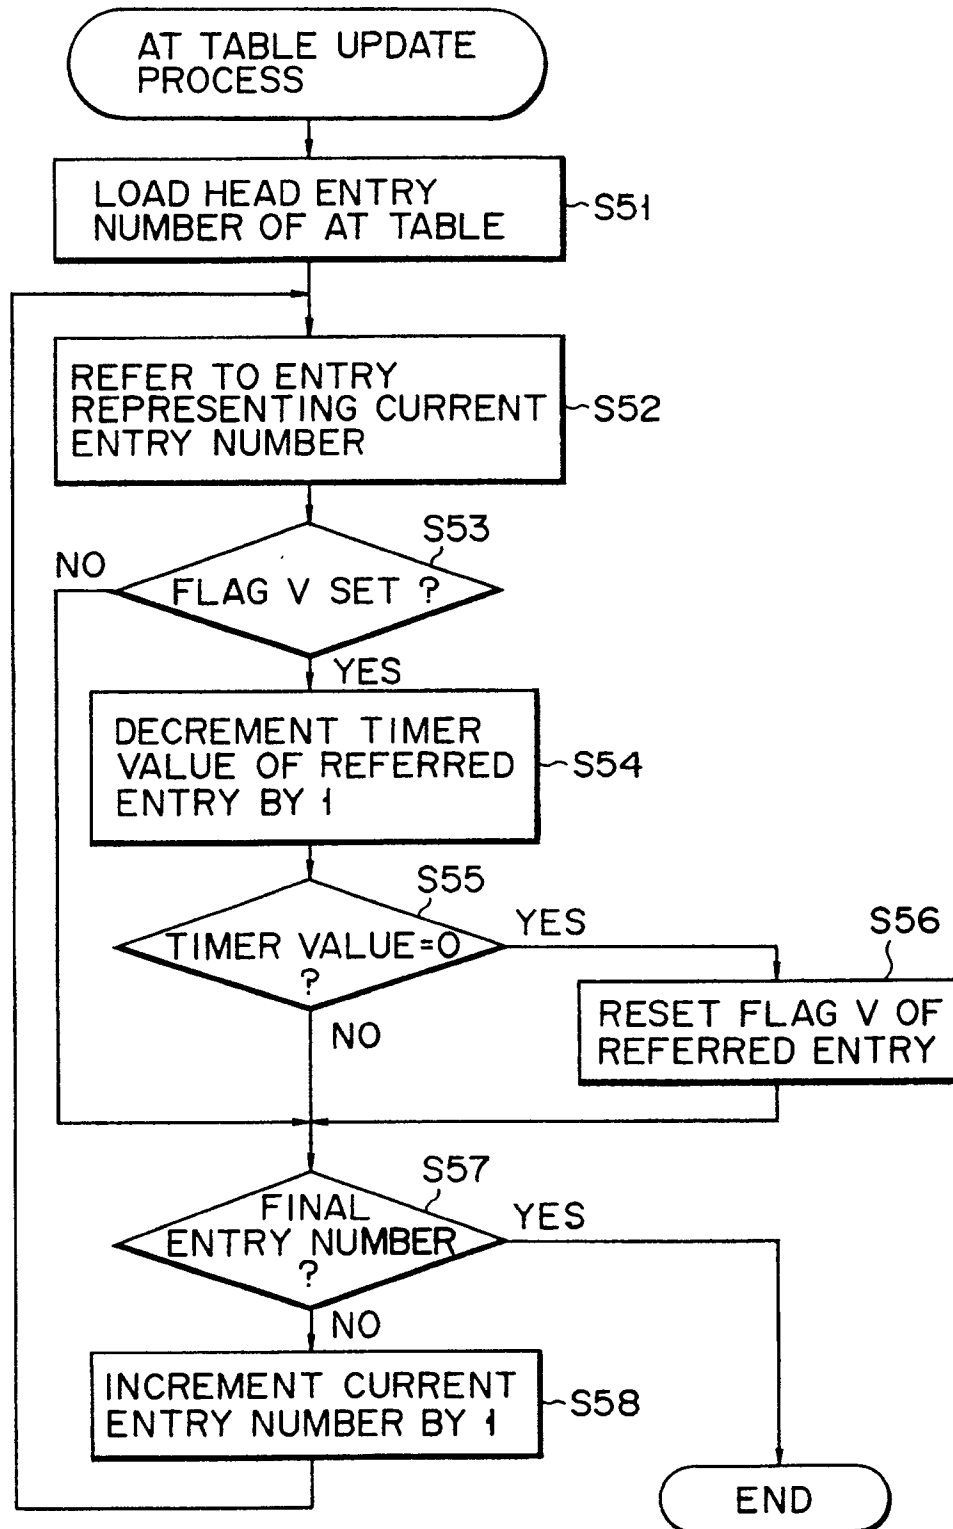 AT TABLE UPDATE
PROCESS
LOAD HEAD ENTRY
NUMBER OF AT TABLE
S51
REFER TO ENTRY
REPRESENTING CURRENT
ENTRY NUMBER
S52
S53
NO
FLAG V SET ?
YES
DECREMENT TIMER
VALUE OF REFERRED
ENTRY BY 1
S54
S55
TIMER VALUE=0
?
YES
NO
S56
RESET FLAG V OF
REFERRED ENTRY
S57
FINAL
ENTRY NUMBER
?
YES
NO
INCREMENT CURRENT
ENTRY NUMBER BY 1
S58
END